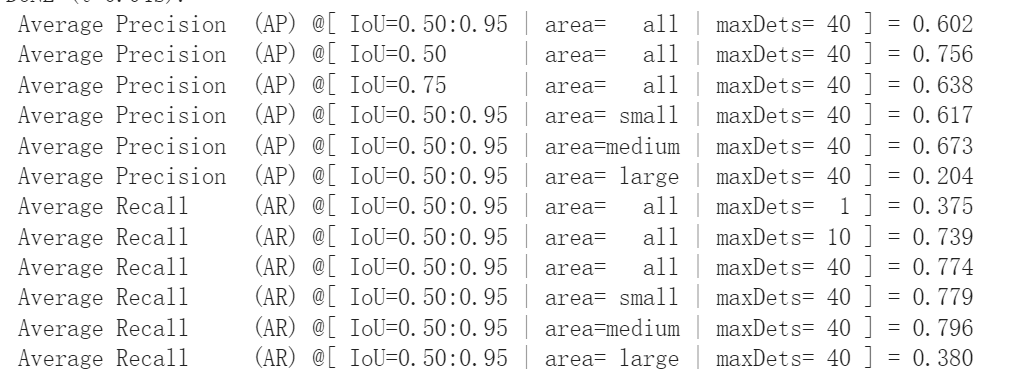 Average Precision (AP) @[ IoU=0.50:0.95 | area= all | maxDets= 40 ] = 0.602
Average Precision (AP) @[ IoU=0.50 | area= all | maxDets= 40 ] = 0.756
Average Precision (AP) @[ IoU=0.75 | area= all | maxDets= 40 ] = 0.638
Average Precision (AP) @[ IoU=0.50:0.95 | area= small | maxDets= 40 ] = 0.617
Average Precision (AP) @[ IoU=0.50:0.95 | area=medium | maxDets= 40 ] = 0.673
Average Precision (AP) @[ IoU=0.50:0.95 | area= large | maxDets= 40 ] = 0.204
Average Recall (AR) @[ IoU=0.50:0.95 | area= all | maxDets= 1 ] = 0.375
Average Recall (AR) @[ IoU=0.50:0.95 | area= all | maxDets= 10 ] = 0.739
Average Recall (AR) @[ IoU=0.50:0.95 | area= all | maxDets= 40 ] = 0.774
Average Recall (AR) @[ IoU=0.50:0.95 | area= small | maxDets= 40 ] = 0.779
Average Recall (AR) @[ IoU=0.50:0.95 | area=medium | maxDets= 40 ] = 0.796
Average Recall (AR) @[ IoU=0.50:0.95 | area= large | maxDets= 40 ] = 0.380